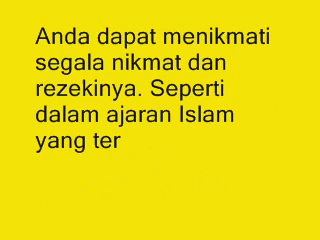 Anda dapat menikmati
segala nikmat dan
rezekinya. Seperti
dalam ajaran Islam
yang ter